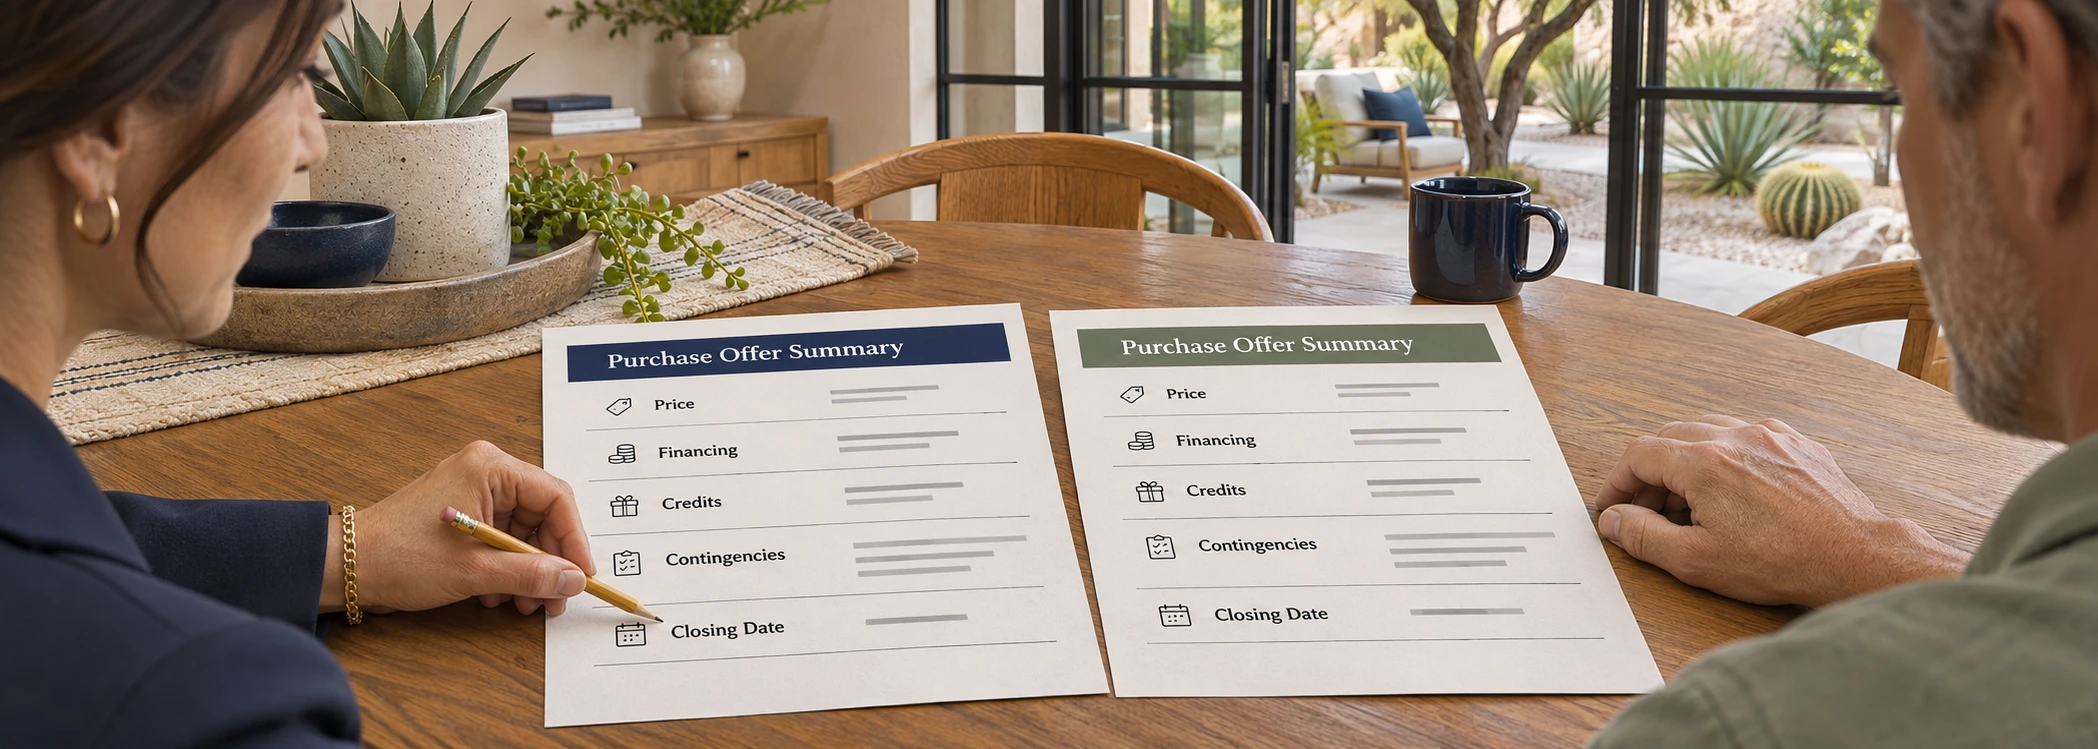 Purchase Offer Summary
Price
Financing
Credits
Contingencies
Closing Date
Purchase Offer Summary
Price
Financing
Credits
Contingencies
Closing Date